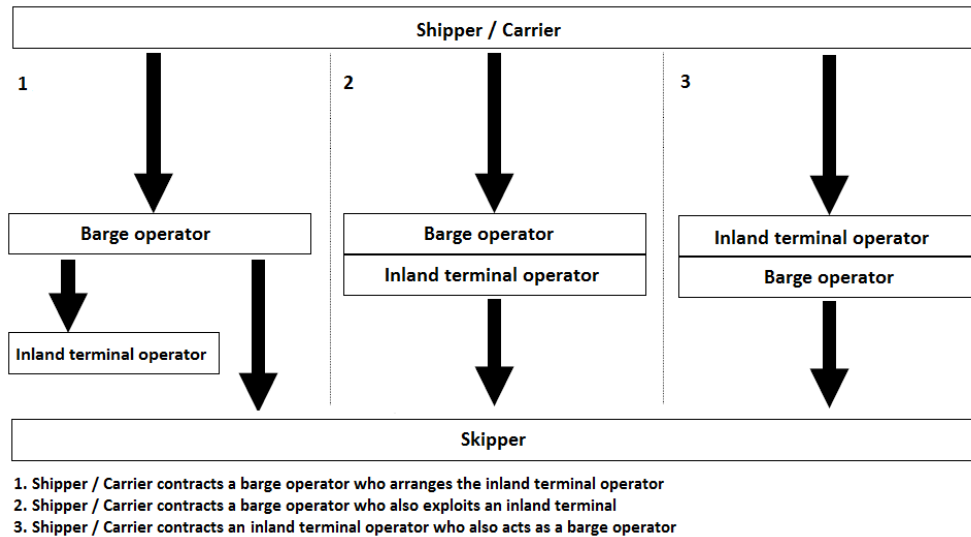 Shipper / Carrier
1
2
3
Barge operator
Barge operator
Inland terminal operator
Inland terminal operator
Barge operator
Inland terminal operator
Skipper
1. Shipper / Carrier contracts a barge operator who arranges the inland terminal operator
2. Shipper / Carrier contracts a barge operator who also exploits an inland terminal
3. Shipper / Carrier contracts an inland terminal operator who also acts as a barge operator